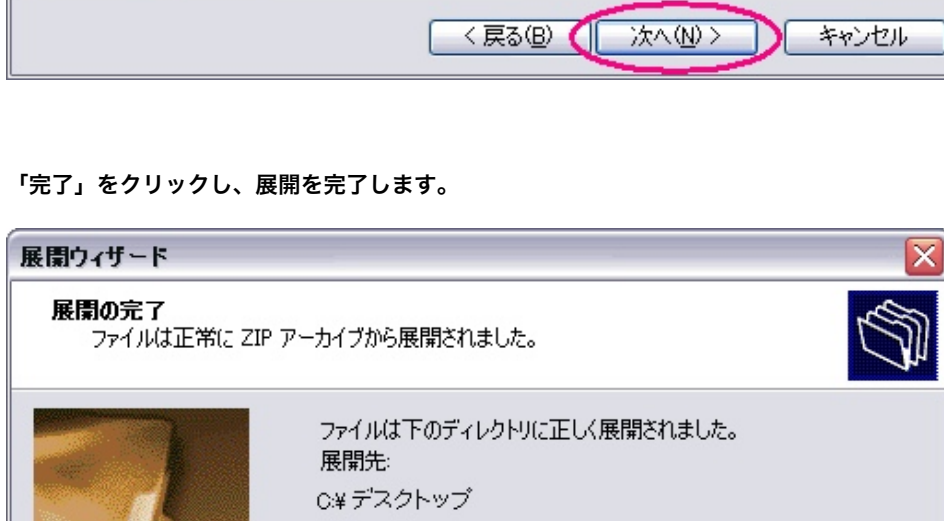 < 戻る(B) 次へ(N) > キャンセル
「完了」をクリックし、展開を完了します。
展開ウィザード
展開の完了
ファイルは正常に ZIP アーカイブから展開されました。
ファイルは下のディレクトリに正しく展開されました。
展開先:
C:¥ デスクトップ